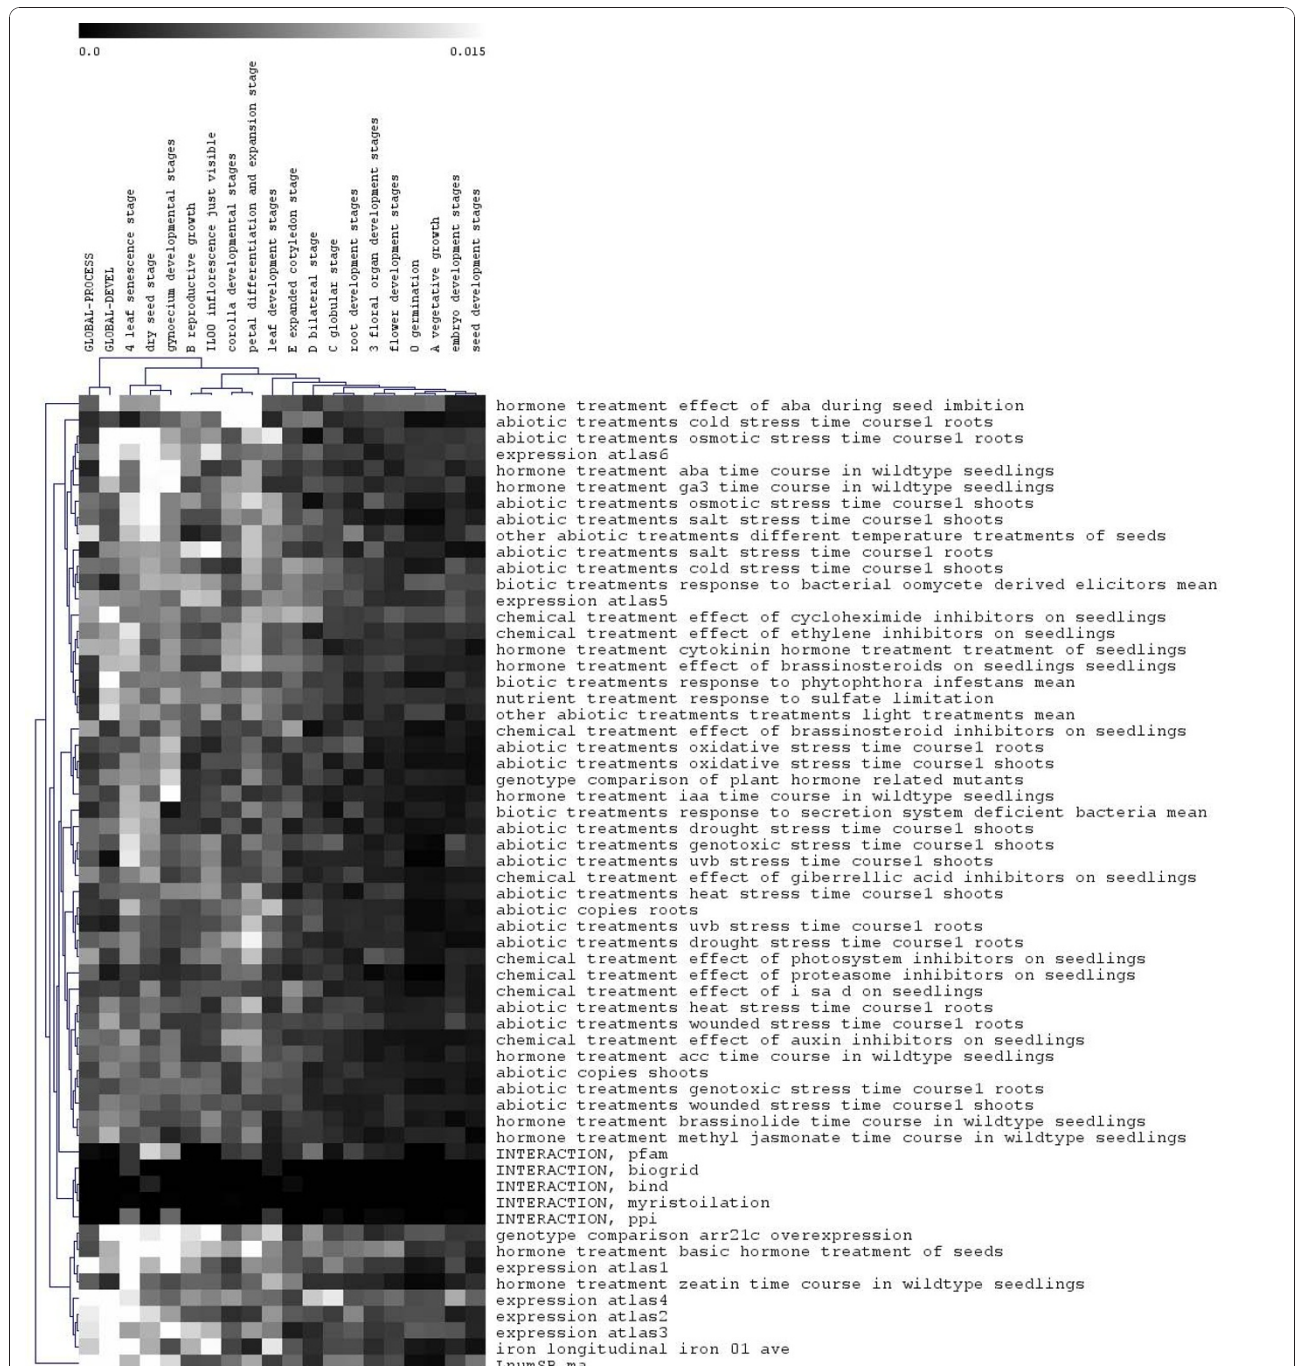 0.0
0.015
GLOBAL-PROCESS
GLOBAL-DEVEL
4 leaf senescence stage
dry seed stage
gynoecium developmental stages
B reproductive growth
IL00 inflorescence just visible
corolla developmental stages
petal differentiation and expansion stage
leaf development stages
E expanded cotyledon stage
D bilateral stage
C globular stage
root development stages
3 floral organ development stages
flower development stages
0 germination
A vegetative growth
embryo development stages
seed development stages
hormone treatment effect of aba during seed imbition
abiotic treatments cold stress time course1 roots
abiotic treatments osmotic stress time course1 roots
expression atlas6
hormone treatment aba time course in wildtype seedlings
hormone treatment ga3 time course in wildtype seedlings
abiotic treatments osmotic stress time course1 shoots
abiotic treatments salt stress time course1 shoots
other abiotic treatments different temperature treatments of seeds
abiotic treatments salt stress time course1 roots
abiotic treatments cold stress time course1 shoots
biotic treatments response to bacterial oomycete derived elicitors mean
expression atlas5
chemical treatment effect of cycloheximide inhibitors on seedlings
chemical treatment effect of ethylene inhibitors on seedlings
hormone treatment cytokinin hormone treatment treatment of seedlings
hormone treatment effect of brassinosteroids on seedlings seedlings
biotic treatments response to phytophthora infestans mean
nutrient treatment response to sulfate limitation
other abiotic treatments treatments light treatments mean
chemical treatment effect of brassinosteroid inhibitors on seedlings
abiotic treatments oxidative stress time course1 roots
abiotic treatments oxidative stress time course1 shoots
genotype comparison of plant hormone related mutants
hormone treatment iaa time course in wildtype seedlings
biotic treatments response to secretion system deficient bacteria mean
abiotic treatments drought stress time course1 shoots
abiotic treatments genotoxic stress time course1 shoots
abiotic treatments uvb stress time course1 shoots
chemical treatment effect of giberrellic acid inhibitors on seedlings
abiotic treatments heat stress time course1 shoots
abiotic copies roots
abiotic treatments uvb stress time course1 roots
abiotic treatments drought stress time course1 roots
chemical treatment effect of photosystem inhibitors on seedlings
chemical treatment effect of proteasome inhibitors on seedlings
chemical treatment effect of i sa d on seedlings
abiotic treatments heat stress time course1 roots
abiotic treatments wounded stress time course1 roots
chemical treatment effect of auxin inhibitors on seedlings
hormone treatment acc time course in wildtype seedlings
abiotic copies shoots
abiotic treatments genotoxic stress time course1 roots
abiotic treatments wounded stress time course1 shoots
hormone treatment brassinolide time course in wildtype seedlings
hormone treatment methyl jasmonate time course in wildtype seedlings
INTERACTION, pfam
INTERACTION, biogrid
INTERACTION, bind
INTERACTION, myristoilation
INTERACTION, ppi
genotype comparison arr21c overexpression
hormone treatment basic hormone treatment of seeds
expression atlas1
hormone treatment zeatin time course in wildtype seedlings
expression atlas4
expression atlas2
expression atlas3
iron longitudinal iron 01 ave